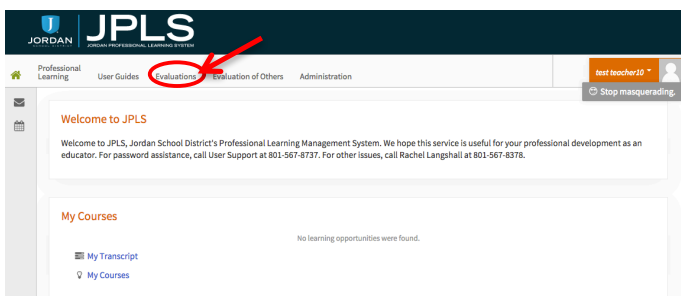 JORDAN
SCHOOL DISTRICT
JPLS
JORDAN PROFESSIONAL LEARNING SYSTEM
Professional
Learning
User Guides
Evaluations
Evaluation of Others
Administration
test teacher10
Stop masquerading.
Welcome to JPLS
Welcome to JPLS, Jordan School District's Professional Learning Management System. We hope this service is useful for your professional development as an
educator. For password assistance, call User Support at 801-567-8737. For other issues, call Rachel Langshall at 801-567-8378.
My Courses
No learning opportunities were found.
My Transcript
My Courses